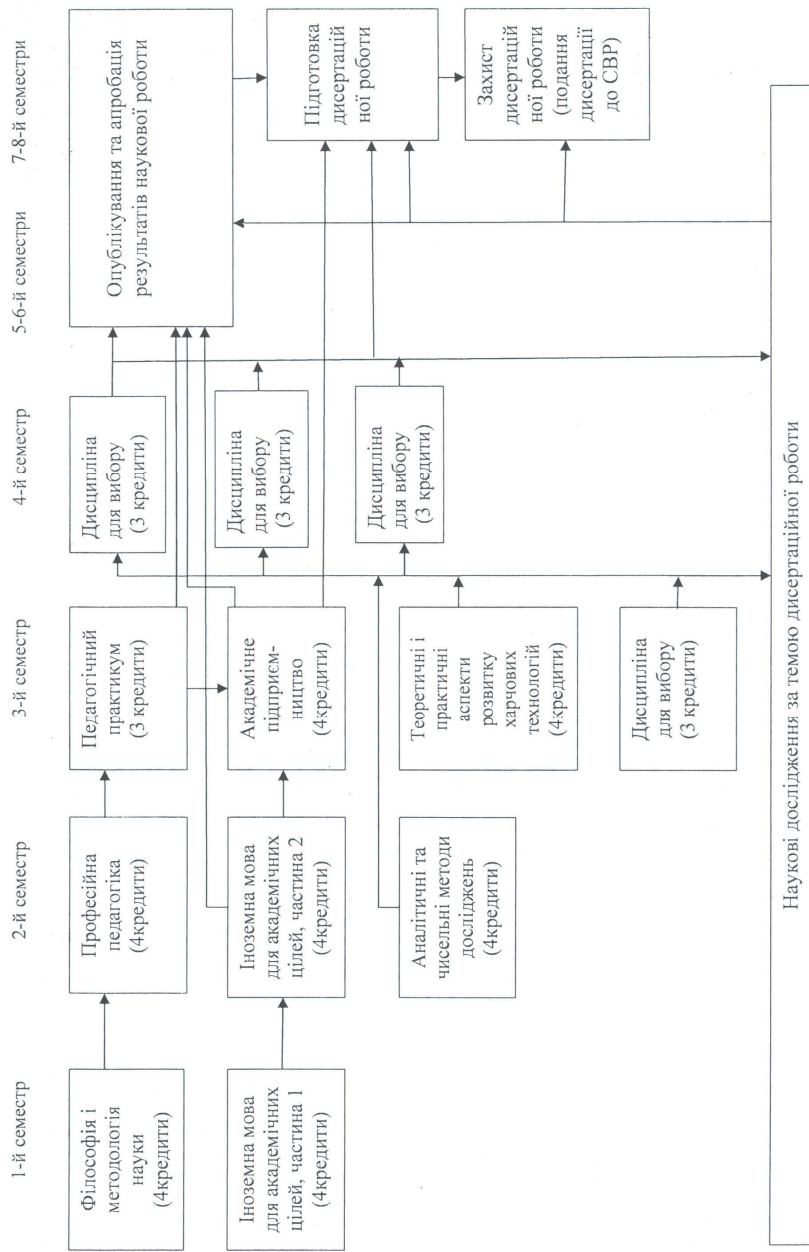 1-й семестр
2-й семестр
3-й семестр
4-й семестр
5-6-й семестри
7-8-й семестри
Філософія і
методологія
науки
(4кредити)
Професійна
педагогіка
(4кредити)
Педагогічний
практикум
(3 кредити)
Дисципліна
для вибору
(3 кредити)
Опублікування та апробація
результатів наукової роботи
Іноземна мова
для академічних
цілей, частина 1
(4кредити)
Іноземна мова
для академічних
цілей, частина 2
(4кредити)
Академічне
підприєм-
ництво
(4кредити)
Дисципліна
для вибору
(3 кредити)
Підготовка
дисертацій
ної роботи
Аналітичні та
чисельні методи
досліджень
(4кредити)
Теоретичні і
практичні
аспекти
розвитку
харчових
технологій
(4кредити)
Дисципліна
для вибору
(3 кредити)
Захист
дисертацій
ної роботи
(подання
дисертації
до СВР)
Дисципліна
для вибору
(3 кредити)
Наукові дослідження за темою дисертаційної роботи